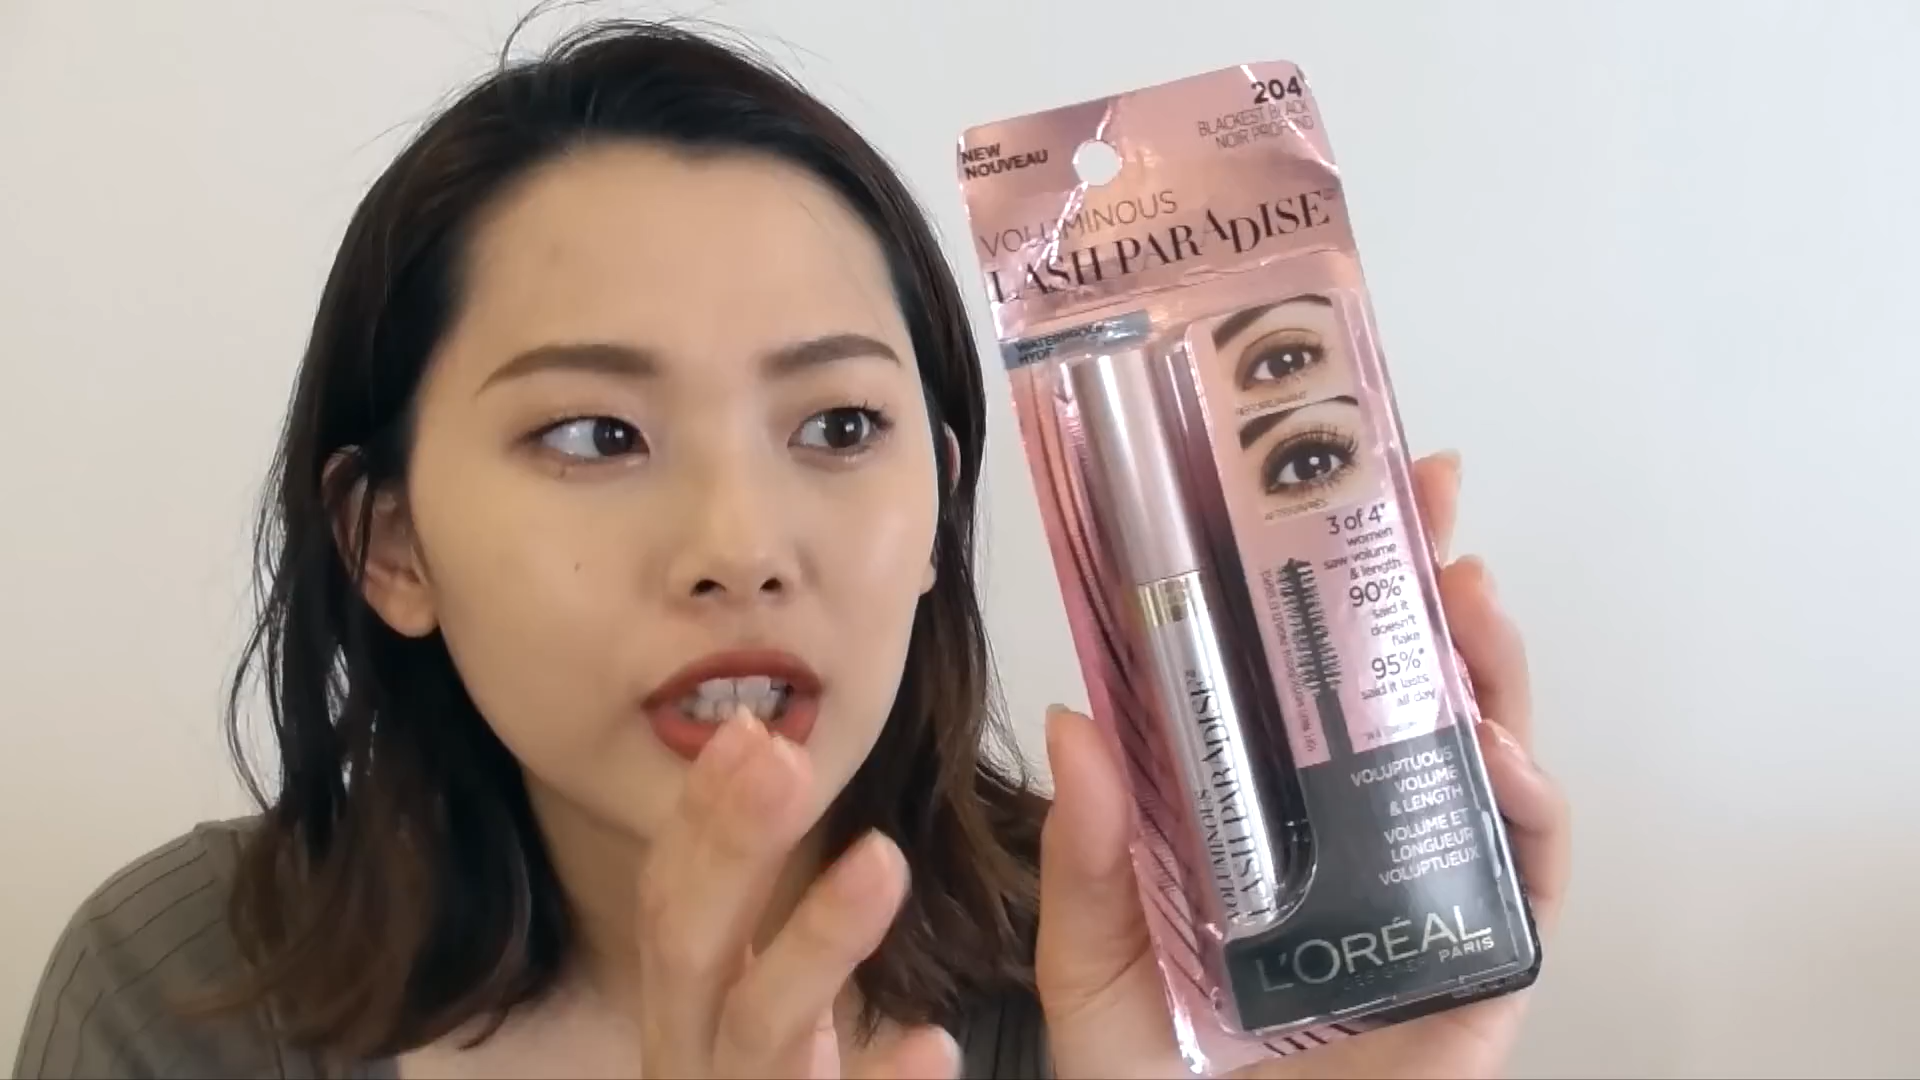 204
BLACKEST BLACK
NOIR PROFOND
NEW
NOUVEAU
VOLUMINOUS
LASH PARADISE
WATERPROOF
3 of 4*
women
saw volume
& length
90%*
said it
doesn't
flake
95%*
said it lasts
all day
VOLUMINOUS
LASH PARADISE
VOLUPTUOUS
VOLUME
& LENGTH
VOLUME ET
LONGUEUR
VOLUPTUEUX
L'ORÉAL
PARIS